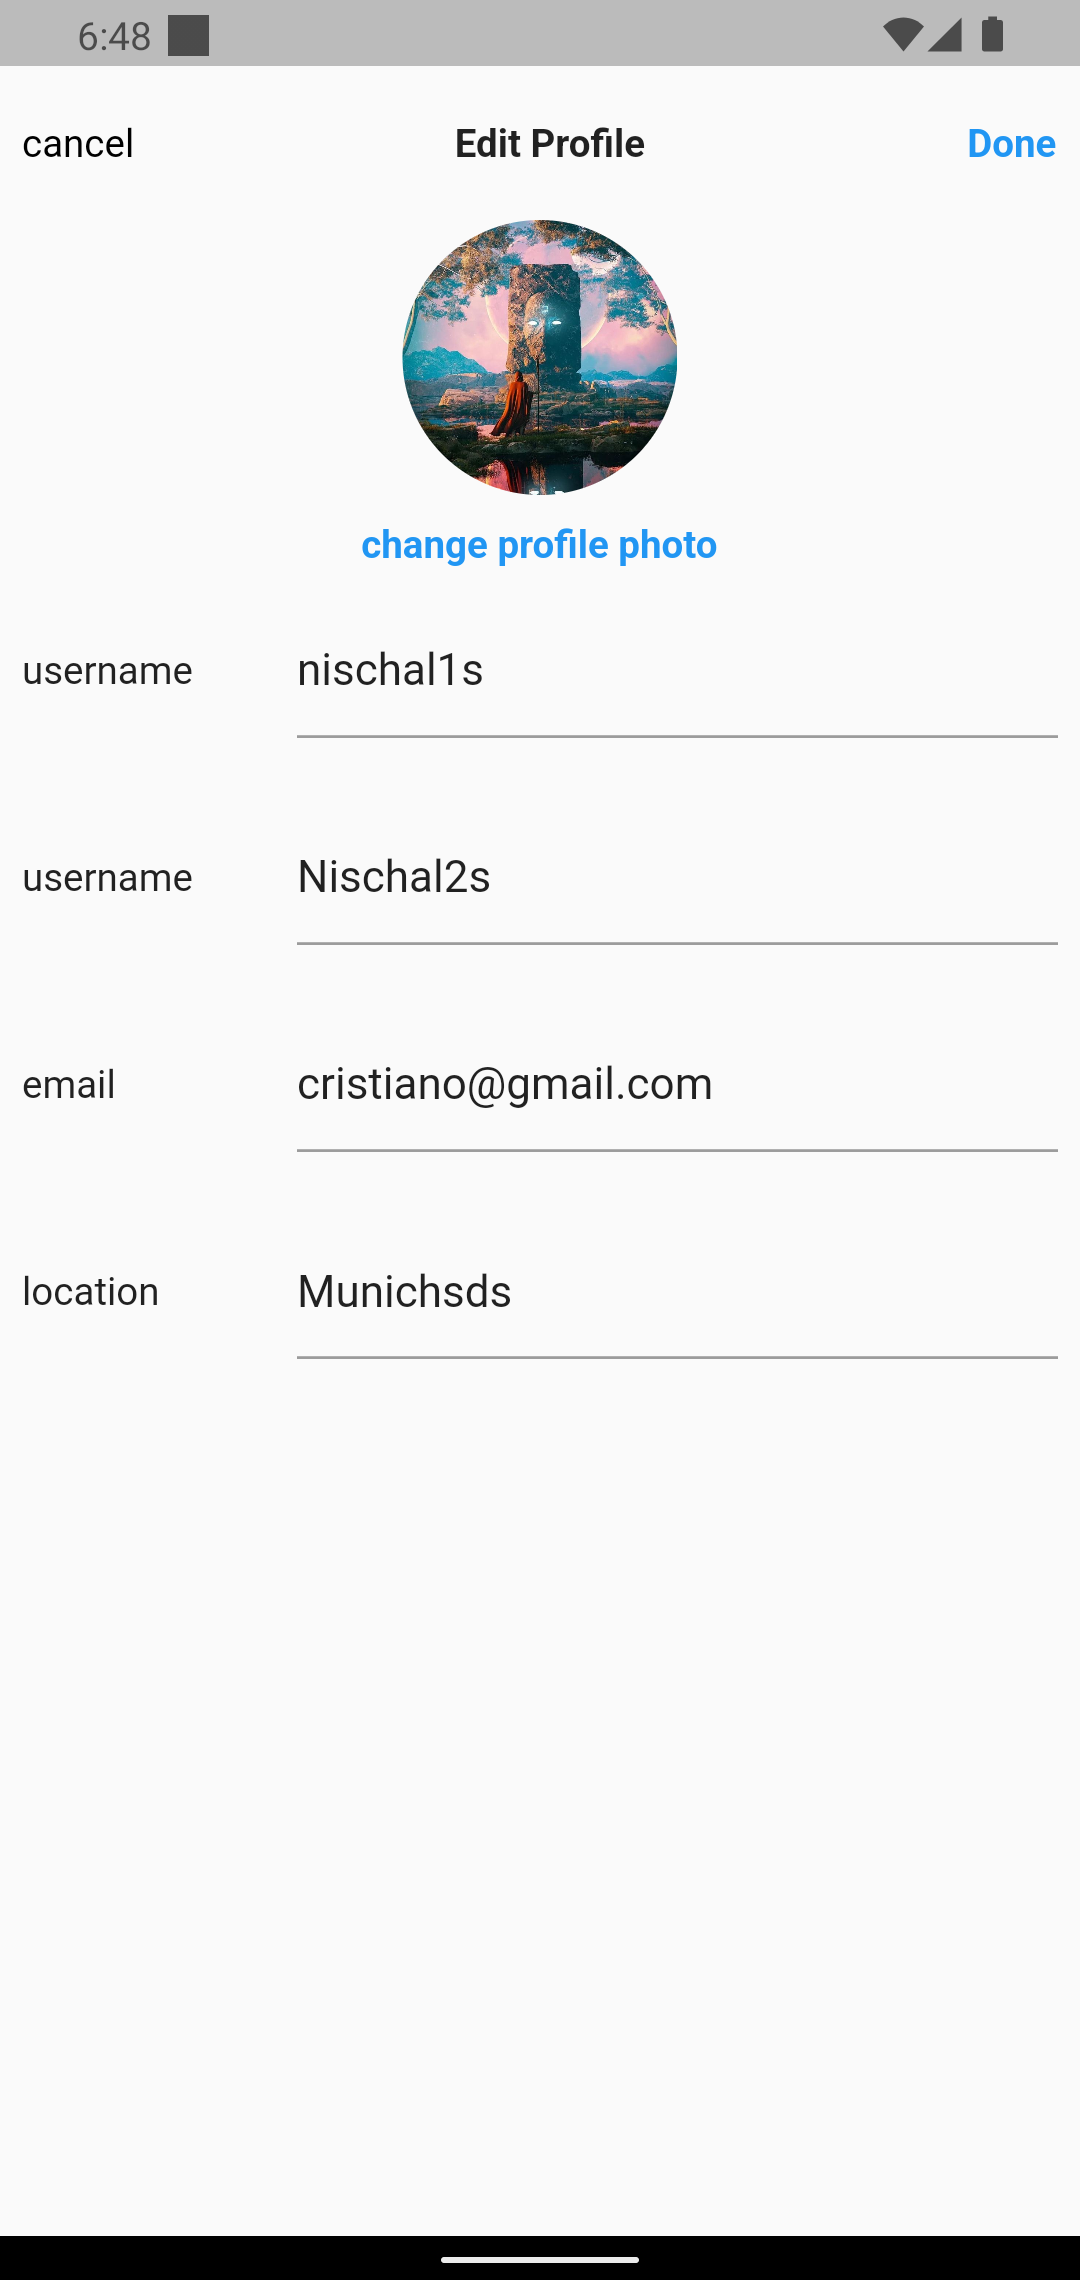 6:48
cancel Edit Profile Done
change profile photo
username nischal1s
username Nischal2s
email cristiano@gmail.com
location Munichsds